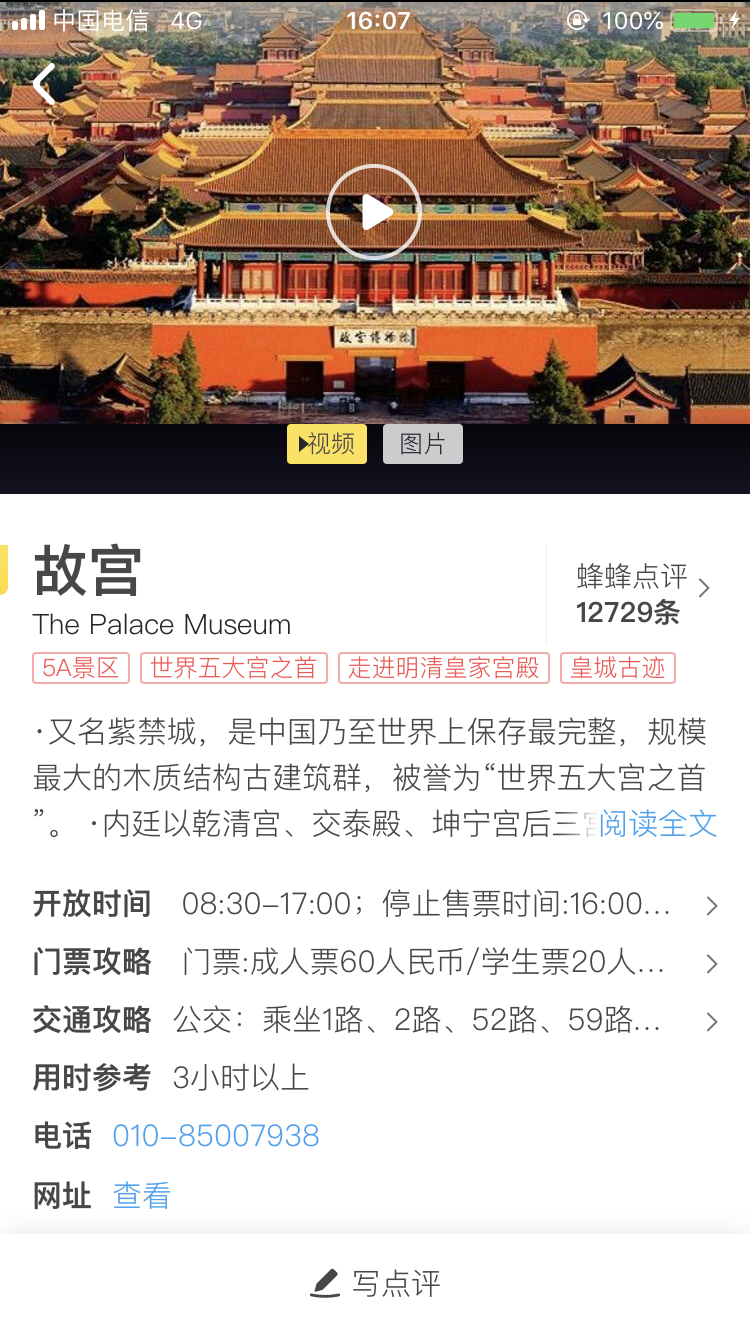 中国电信 4G 16:07 100%
故宫博物院
视频 图片
故宫
The Palace Museum
蜂蜂点评
12729条
5A景区 世界五大宫之首 走进明清皇家宫殿 皇城古迹
·又名紫禁城，是中国乃至世界上保存最完整，规模
最大的木质结构古建筑群，被誉为“世界五大宫之首
”。 ·内廷以乾清宫、交泰殿、坤宁宫后三宫阅读全文
开放时间 08:30-17:00；停止售票时间:16:00...
门票攻略 门票:成人票60人民币/学生票20人...
交通攻略 公交：乘坐1路、2路、52路、59路...
用时参考 3小时以上
电话 010-85007938
网址 查看
写点评